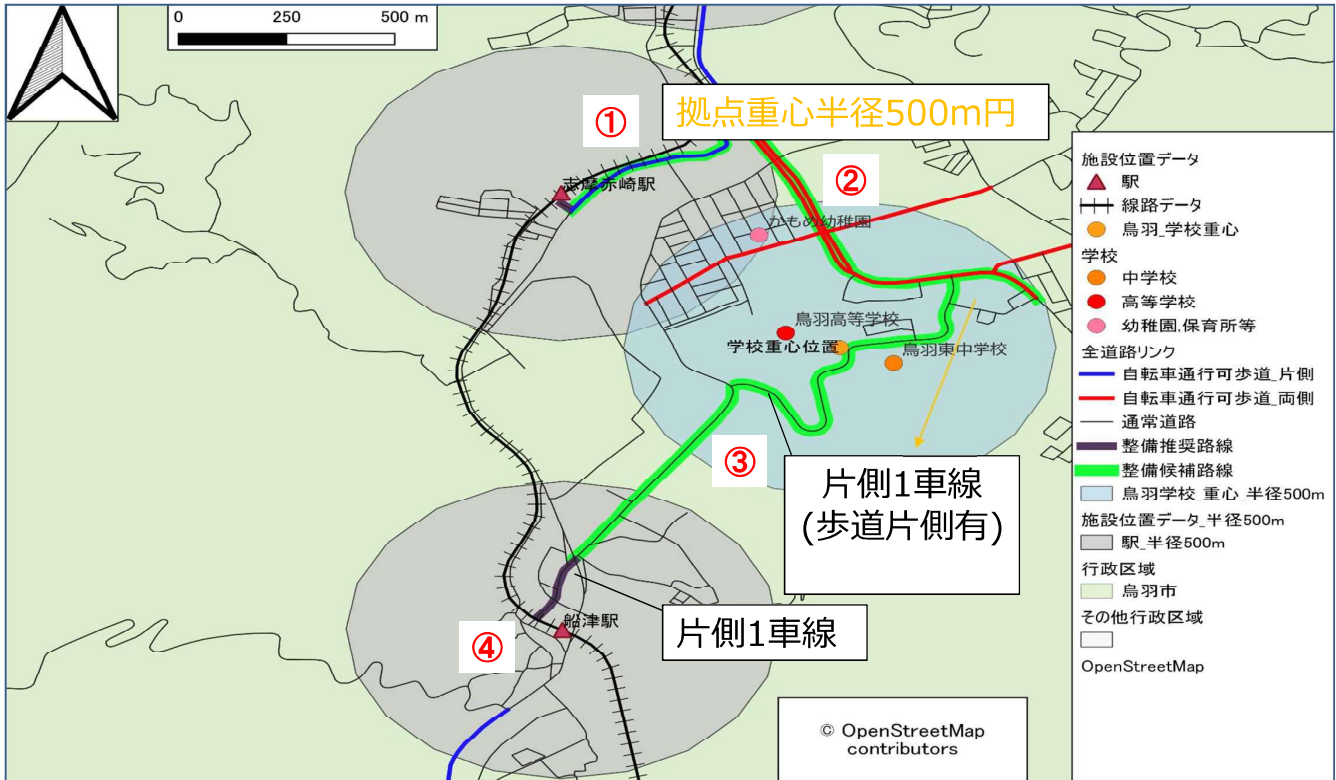 0 250 500 m
拠点重心半径500m円
①
②
志摩赤崎駅
かもめ幼稚園
鳥羽高等学校
学校重心位置
鳥羽東中学校
③
片側1車線
(歩道片側有)
片側1車線
船津駅
④
© OpenStreetMap
contributors
施設位置データ
駅
線路データ
鳥羽_学校重心
学校
中学校
高等学校
幼稚園,保育所等
全道路リンク
自転車通行可歩道_片側
自転車通行可歩道_両側
通常道路
整備推奨路線
整備候補路線
鳥羽学校 重心 半径500m
施設位置データ_半径500m
駅_半径500m
行政区域
鳥羽市
その他行政区域
OpenStreetMap